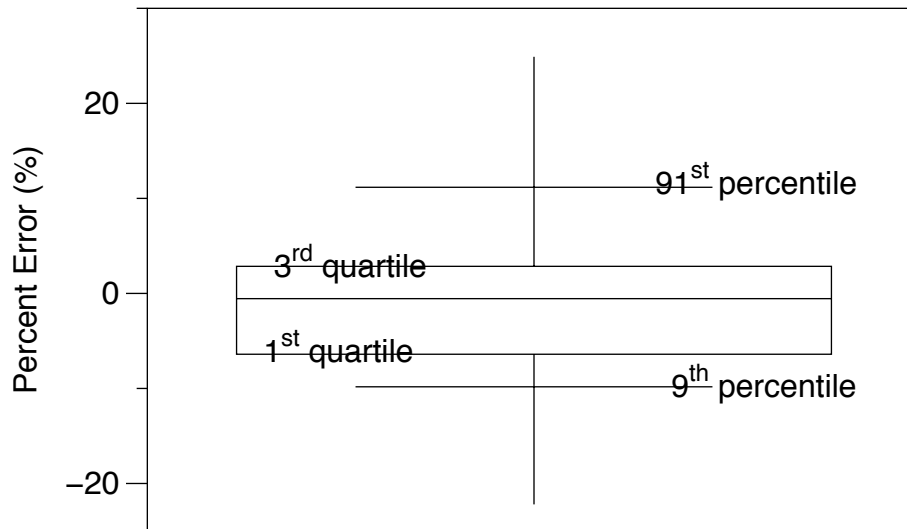 Percent Error (%)
20
0
−20
91st percentile
3rd quartile
1st quartile
9th percentile